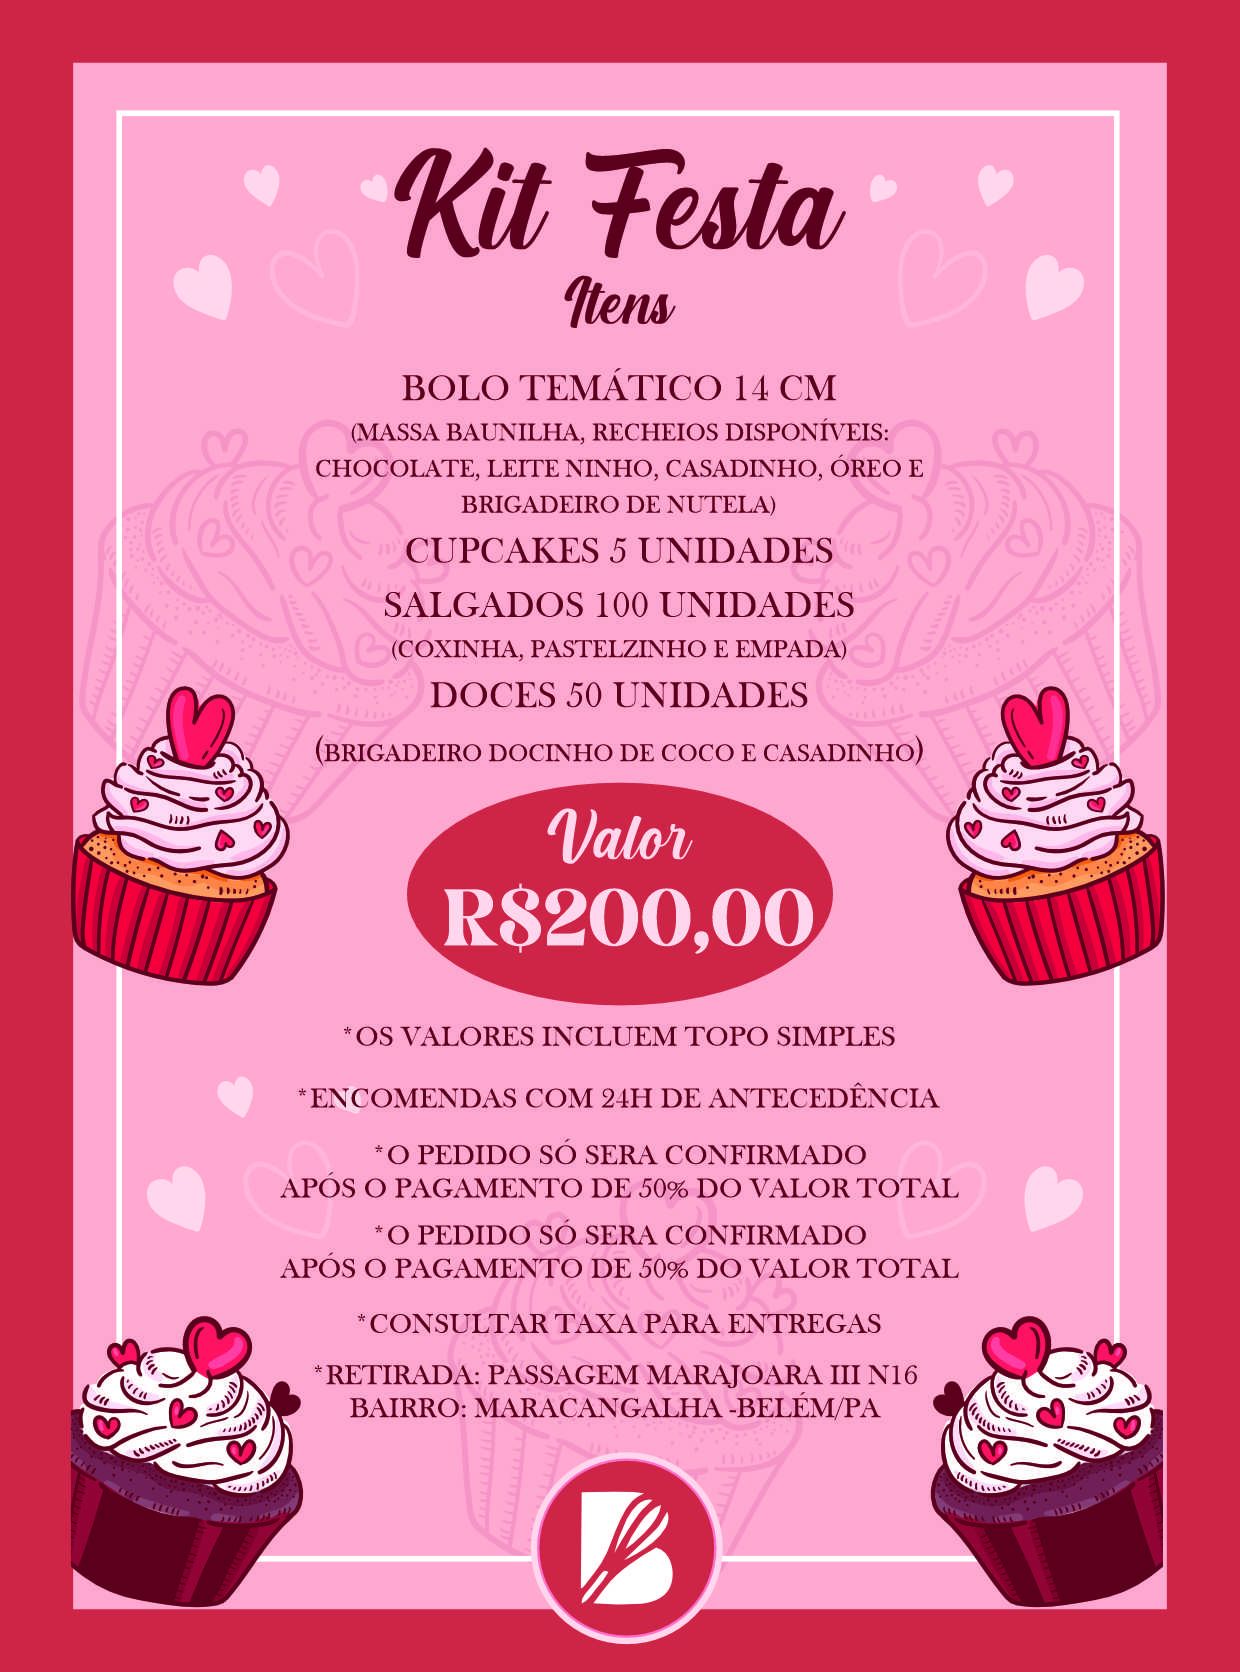 Kit Festa
Itens
BOLO TEMÁTICO 14 CM
(MASSA BAUNILHA, RECHEIOS DISPONÍVEIS:
CHOCOLATE, LEITE NINHO, CASADINHO, ÓREO E
BRIGADEIRO DE NUTELA)
CUPCAKES 5 UNIDADES
SALGADOS 100 UNIDADES
(COXINHA, PASTELZINHO E EMPADA)
DOCES 50 UNIDADES
(BRIGADEIRO DOCINHO DE COCO E CASADINHO)
Valor
R$200,00
*OS VALORES INCLUEM TOPO SIMPLES
*ENCOMENDAS COM 24H DE ANTECEDÊNCIA
*O PEDIDO SÓ SERA CONFIRMADO
APÓS O PAGAMENTO DE 50% DO VALOR TOTAL
*O PEDIDO SÓ SERA CONFIRMADO
APÓS O PAGAMENTO DE 50% DO VALOR TOTAL
*CONSULTAR TAXA PARA ENTREGAS
*RETIRADA: PASSAGEM MARAJOARA III N16
BAIRRO: MARACANGALHA -BELÉM/PA
B